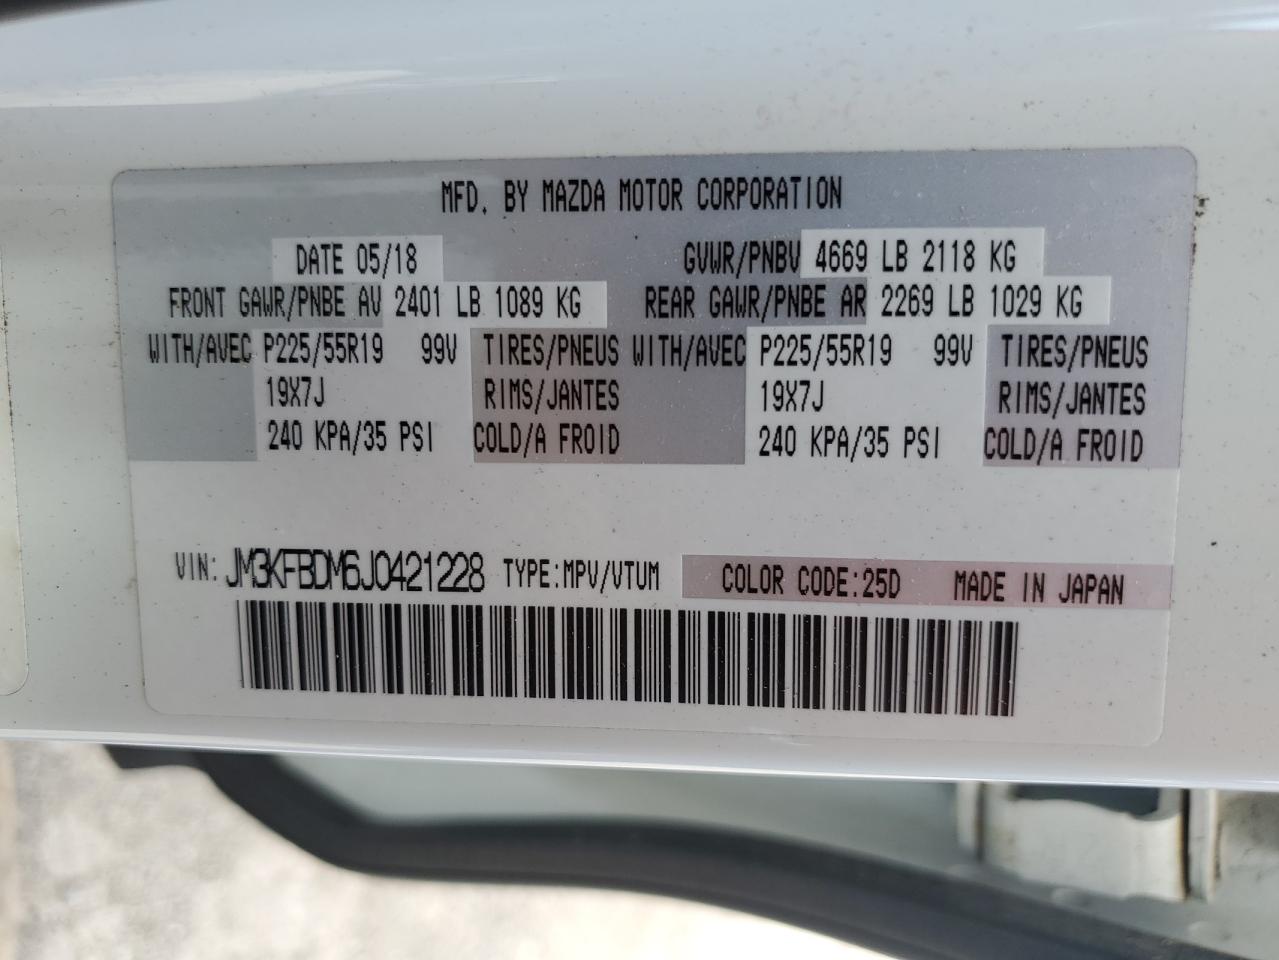 MFD. BY MAZDA MOTOR CORPORATION
DATE 05/18 GVWR/PNBV 4669 LB 2118 KG
FRONT GAWR/PNBE AV 2401 LB 1089 KG REAR GAWR/PNBE AR 2269 LB 1029 KG
WITH/AVEC P225/55R19 99V TIRES/PNEUS WITH/AVEC P225/55R19 99V TIRES/PNEUS
19X7J RIMS/JANTES 19X7J RIMS/JANTES
240 KPA/35 PSI COLD/A FROID 240 KPA/35 PSI COLD/A FROID
VIN: JM3KFBDM6J0421228 TYPE:MPV/VTUM COLOR CODE:25D MADE IN JAPAN